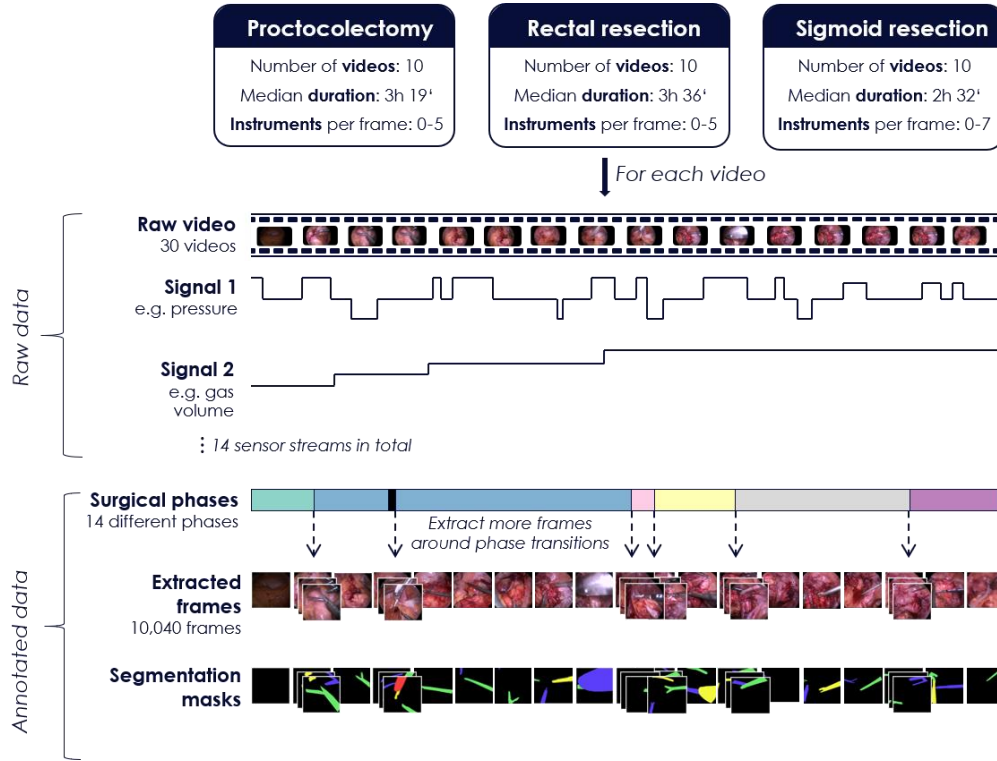 Proctocolectomy
Number of videos: 10
Median duration: 3h 19‘
Instruments per frame: 0-5
Rectal resection
Number of videos: 10
Median duration: 3h 36‘
Instruments per frame: 0-5
Sigmoid resection
Number of videos: 10
Median duration: 2h 32‘
Instruments per frame: 0-7
For each video
Raw data
Raw video
30 videos
Signal 1
e.g. pressure
Signal 2
e.g. gas
volume
⋮ 14 sensor streams in total
Annotated data
Surgical phases
14 different phases
Extract more frames
around phase transitions
Extracted
frames
10,040 frames
Segmentation
masks